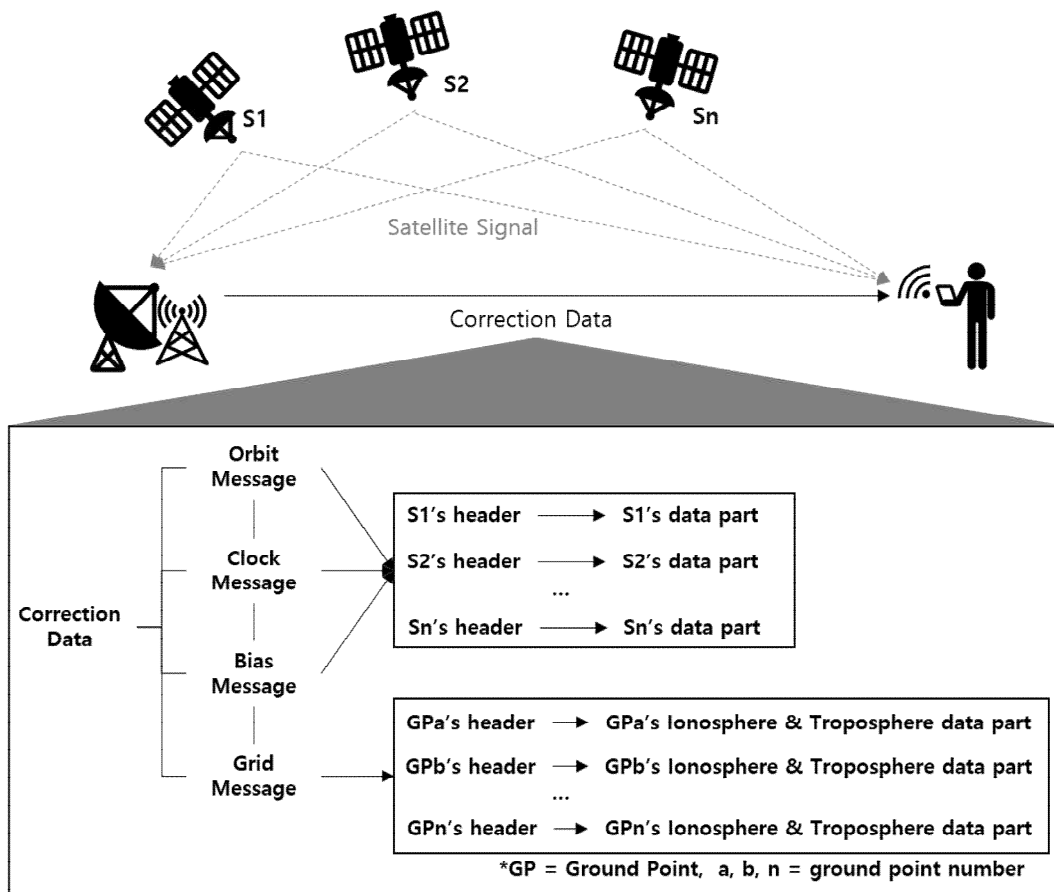 S1
S2
Sn
Satellite Signal
Correction Data
Orbit
Message
Clock
Message
Correction
Data
Bias
Message
Grid
Message
S1's header
S1's data part
S2's header
S2's data part
...
Sn's header
Sn's data part
GPa's header
GPa's Ionosphere & Troposphere data part
GPb's header
GPb's Ionosphere & Troposphere data part
...
GPn's header
GPn's Ionosphere & Troposphere data part
*GP = Ground Point, a, b, n = ground point number